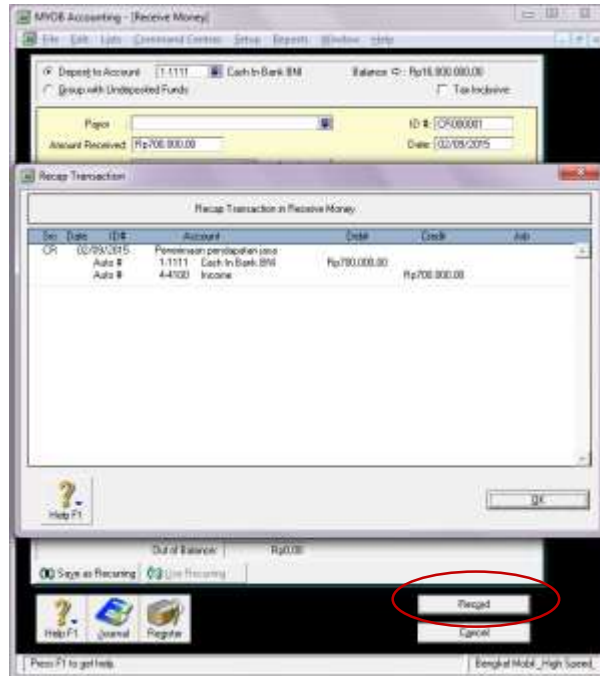 MYOB Accounting - [Receive Money]
File Edit Lists Command Centres Setup Reports Window Help
Deposit to Account 1-1111 Cash In Bank BNI Balance Rp16.900.000,00
Group with Undeposited Funds Tax Inclusive
Payor ID #: CR000001
Amount Received: Rp700.000,00 Date: 02/09/2015
Recap Transaction
Recap Transaction in Receive Money
Src Date ID# Account Debit Credit Job
CR 02/09/2015 Penerimaan pendapatan jasa
Auto # 1-1111 Cash In Bank BNI Rp700.000,00
Auto # 4-4100 Income Rp700.000,00
Help F1 OK
Out of Balance: Rp0,00
Save as Recurring Use Recurring
Record
Help F1 Journal Register Cancel
Press F1 to get help. Bengkel Mobil_High Speed_